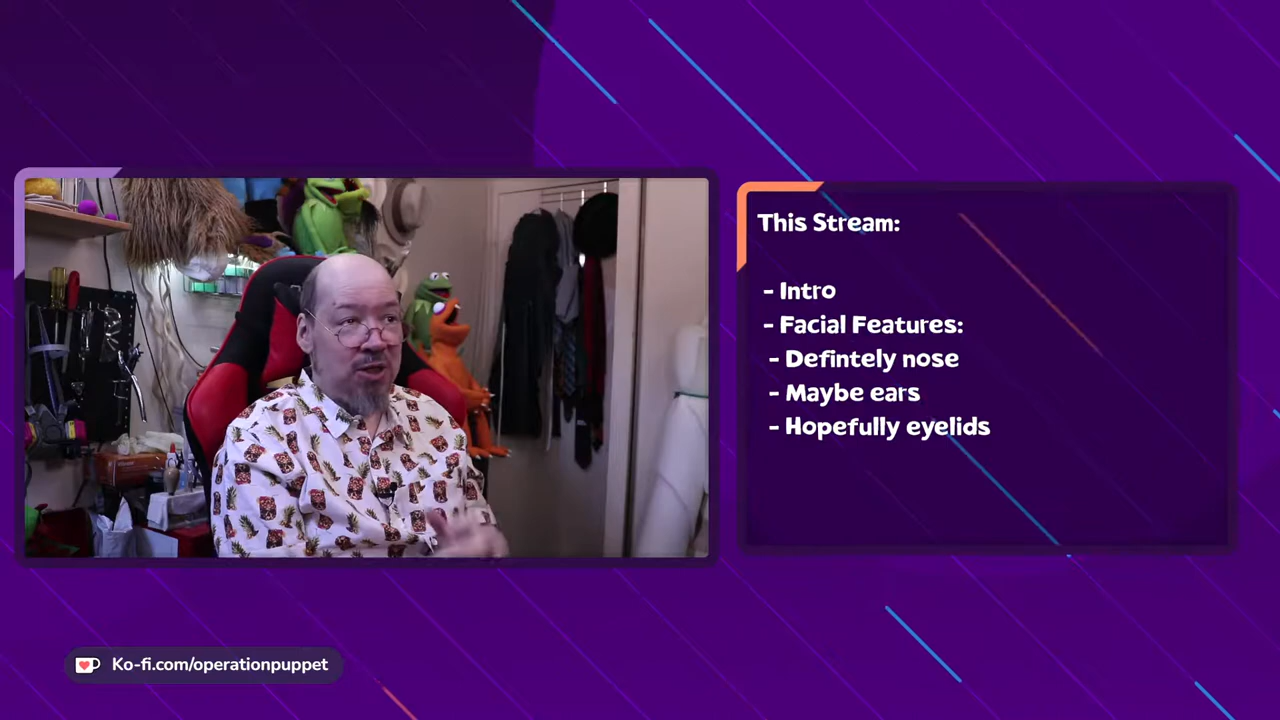 This Stream:
- Intro
- Facial Features:
- Defintely nose
- Maybe ears
- Hopefully eyelids
Ko-fi.com/operationpuppet